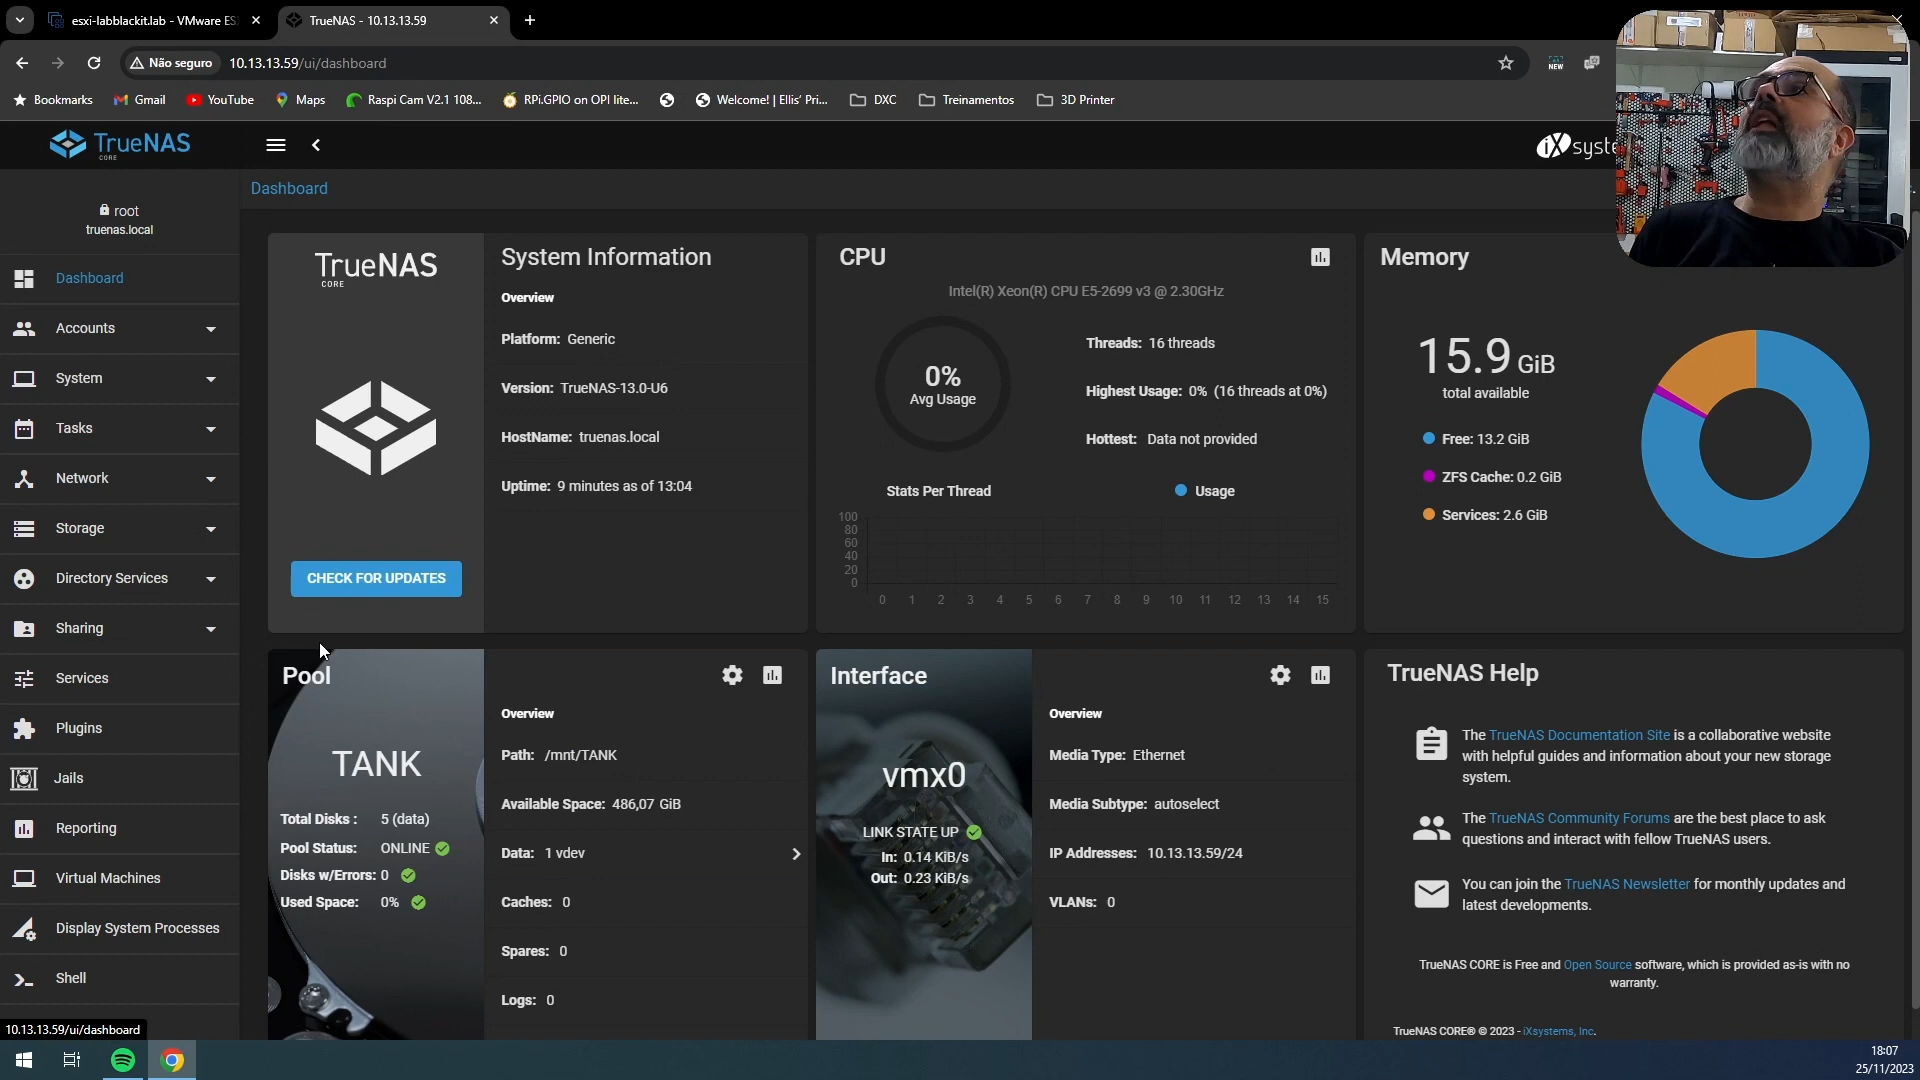 esxi-labblackit.lab - VMware ES
TrueNAS - 10.13.13.59
Não seguro
10.13.13.59/ui/dashboard
NEW
Bookmarks
Gmail
YouTube
Maps
Raspi Cam V2.1 108...
RPi.GPIO on OPI lite...
Welcome! | Ellis' Pri...
DXC
Treinamentos
3D Printer
TrueNAS
CORE
iXsyste
Dashboard
root
truenas.local
Dashboard
Accounts
System
Tasks
Network
Storage
Directory Services
Sharing
Services
Plugins
Jails
Reporting
Virtual Machines
Display System Processes
Shell
10.13.13.59/ui/dashboard
TrueNAS
CORE
CHECK FOR UPDATES
System Information
Overview
Platform: Generic
Version: TrueNAS-13.0-U6
HostName: truenas.local
Uptime: 9 minutes as of 13:04
CPU
Intel(R) Xeon(R) CPU E5-2699 v3 @ 2.30GHz
0%
Avg Usage
Threads: 16 threads
Highest Usage: 0% (16 threads at 0%)
Hottest: Data not provided
Stats Per Thread
Usage
100
80
60
40
20
0
0 1 2 3 4 5 6 7 8 9 10 11 12 13 14 15
Memory
15.9 GiB
total available
Free: 13.2 GiB
ZFS Cache: 0.2 GiB
Services: 2.6 GiB
Pool
TANK
Total Disks : 5 (data)
Pool Status: ONLINE
Disks w/Errors: 0
Used Space: 0%
Overview
Path: /mnt/TANK
Available Space: 486,07 GiB
Data: 1 vdev
Caches: 0
Spares: 0
Logs: 0
Interface
vmx0
LINK STATE UP
In: 0.14 KiB/s
Out: 0.23 KiB/s
Overview
Media Type: Ethernet
Media Subtype: autoselect
IP Addresses: 10.13.13.59/24
VLANs: 0
TrueNAS Help
The TrueNAS Documentation Site is a collaborative website
with helpful guides and information about your new storage
system.
The TrueNAS Community Forums are the best place to ask
questions and interact with fellow TrueNAS users.
You can join the TrueNAS Newsletter for monthly updates and
latest developments.
TrueNAS CORE is Free and Open Source software, which is provided as-is with no
warranty.
TrueNAS CORE® © 2023 - iXsystems, Inc.
18:07
25/11/2023